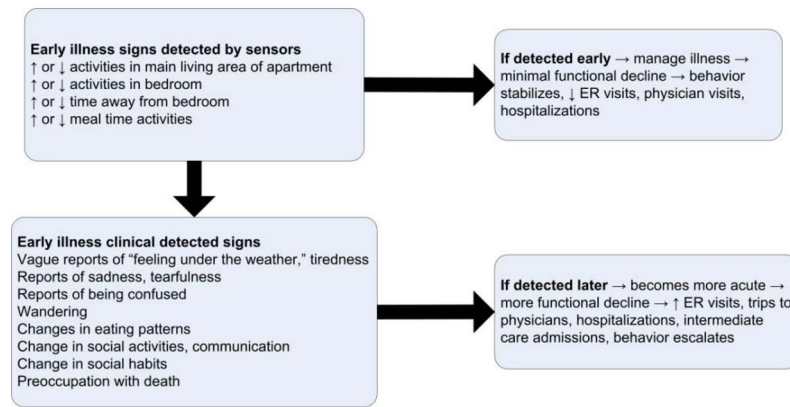 Early illness signs detected by sensors
↑ or ↓ activities in main living area of apartment
↑ or ↓ activities in bedroom
↑ or ↓ time away from bedroom
↑ or ↓ meal time activities
If detected early → manage illness →
minimal functional decline → behavior
stabilizes, ↓ ER visits, physician visits,
hospitalizations
Early illness clinical detected signs
Vague reports of “feeling under the weather,” tiredness
Reports of sadness, tearfulness
Reports of being confused
Wandering
Changes in eating patterns
Change in social activities, communication
Change in social habits
Preoccupation with death
If detected later → becomes more acute →
more functional decline → ↑ ER visits, trips to
physicians, hospitalizations, intermediate
care admissions, behavior escalates